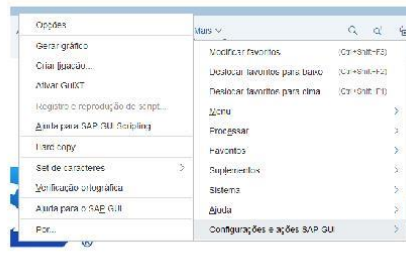 Mais
Opções
Gerar gráfico
Criar ligação...
Ativar GuiXT
Registro e reprodução de script...
Ajuda para SAP GUI Scripting
Hard copy
Set de caracteres
Verificação ortográfica
Ajuda para o SAP GUI
Por...
Modificar favoritos (Ctrl+Shift+F3)
Deslocar favoritos para baixo (Ctrl+Shift+F2)
Deslocar favoritos para cima (Ctrl+Shift+F1)
Menu
Processar
Favoritos
Suplementos
Sistema
Ajuda
Configurações e ações SAP GUI